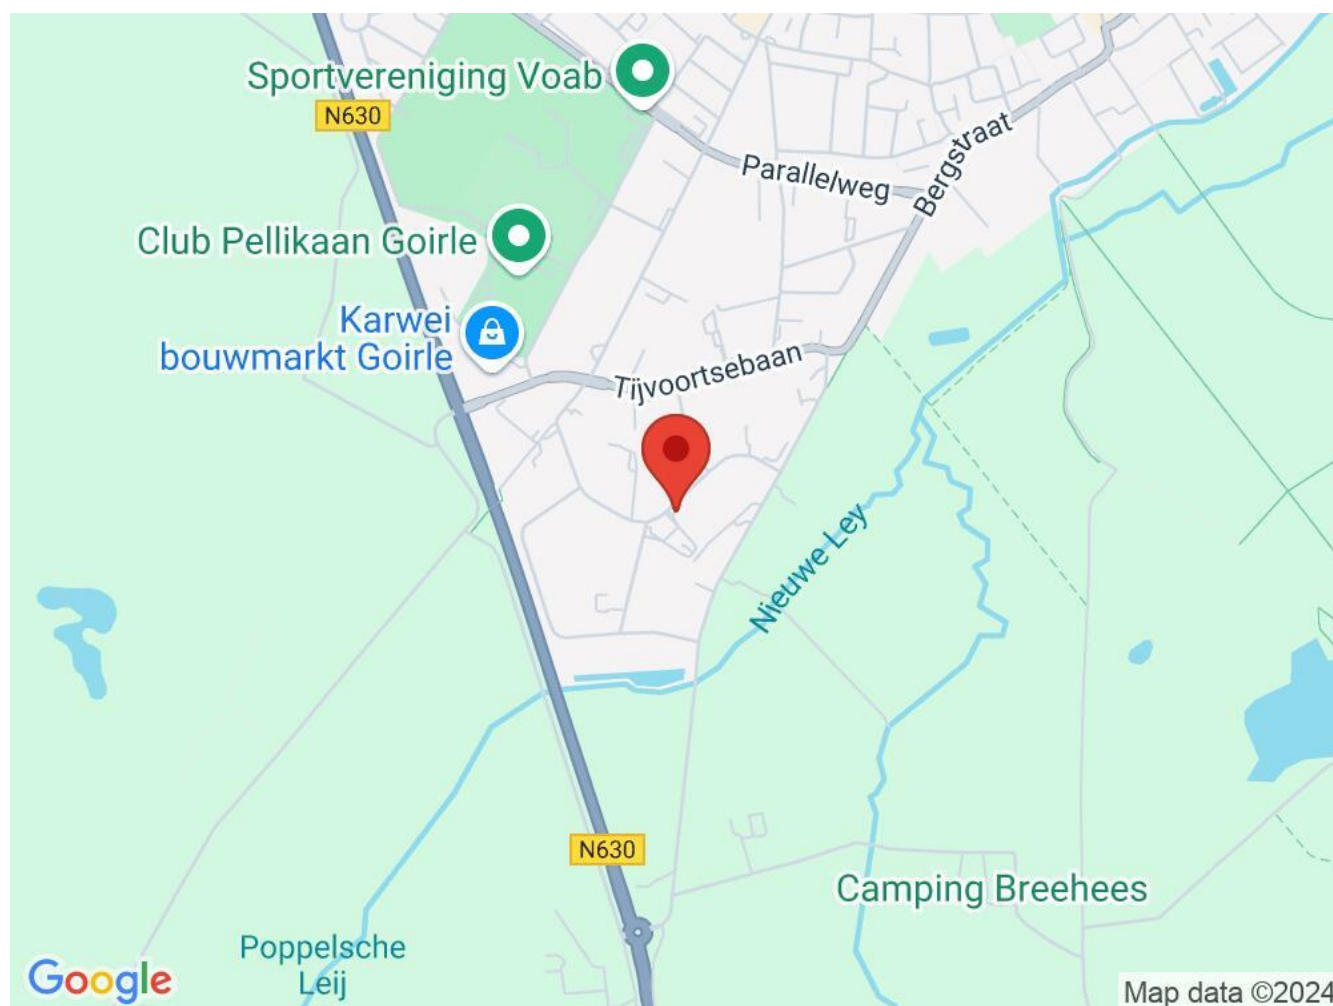 Sportvereniging Voab
N630
Parallelweg
Bergstraat
Club Pellikaan Goirle
Karwei
bouwmarkt Goirle
Tijvoortsebaan
Nieuwe Ley
N630
Camping Breehees
Poppelsche
Leij
Google
Map data ©2024